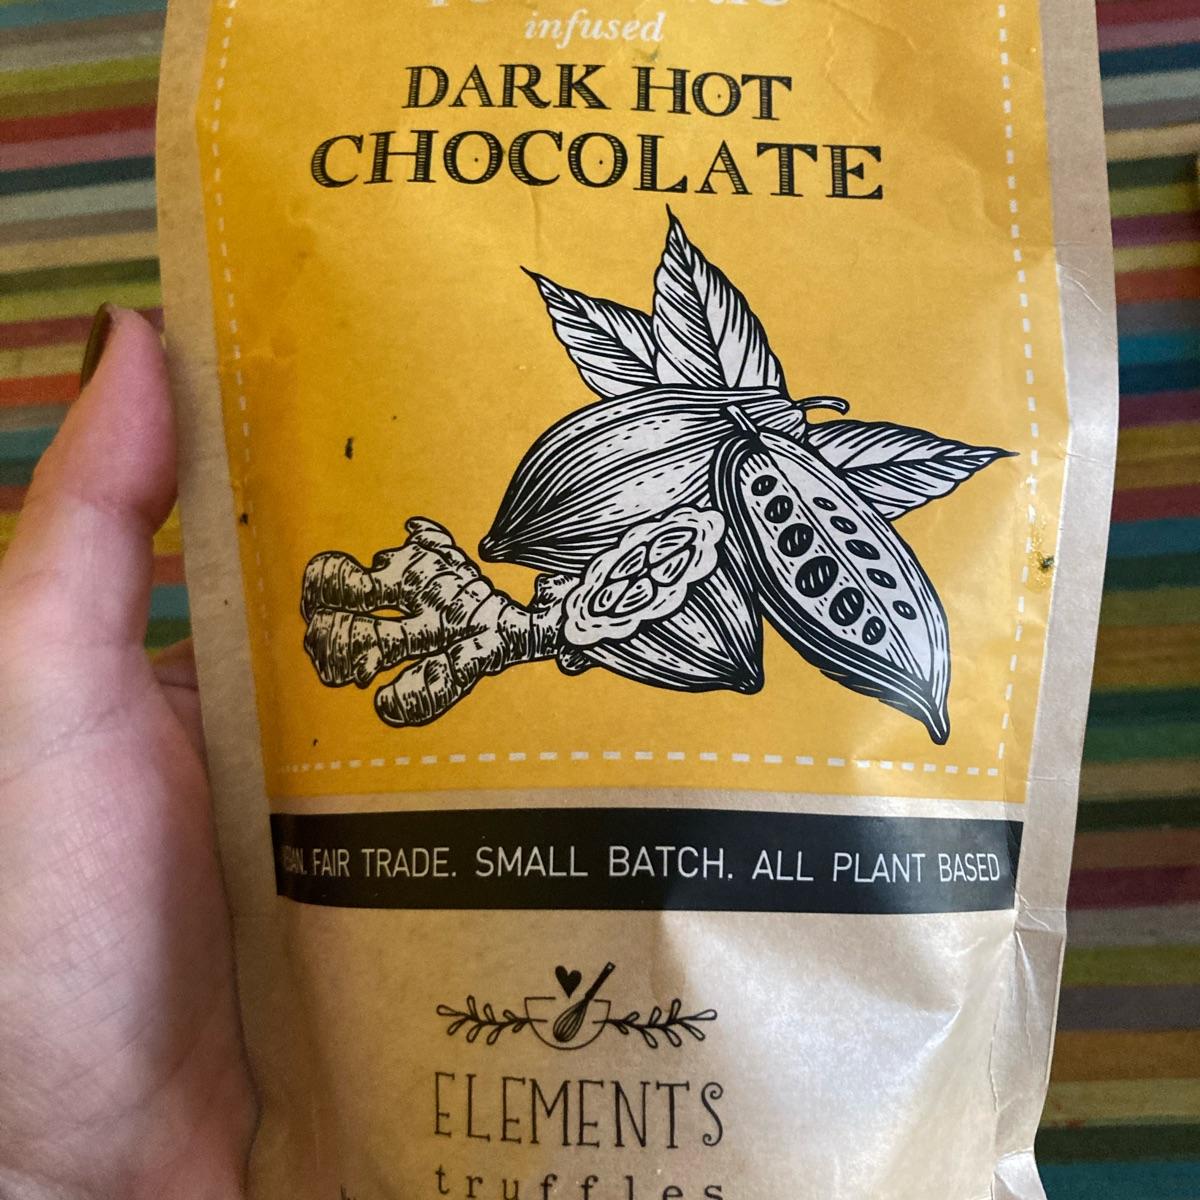 infused
DARK HOT
CHOCOLATE
FAIR TRADE. SMALL BATCH. ALL PLANT BASED
ELEMENTS
truffles